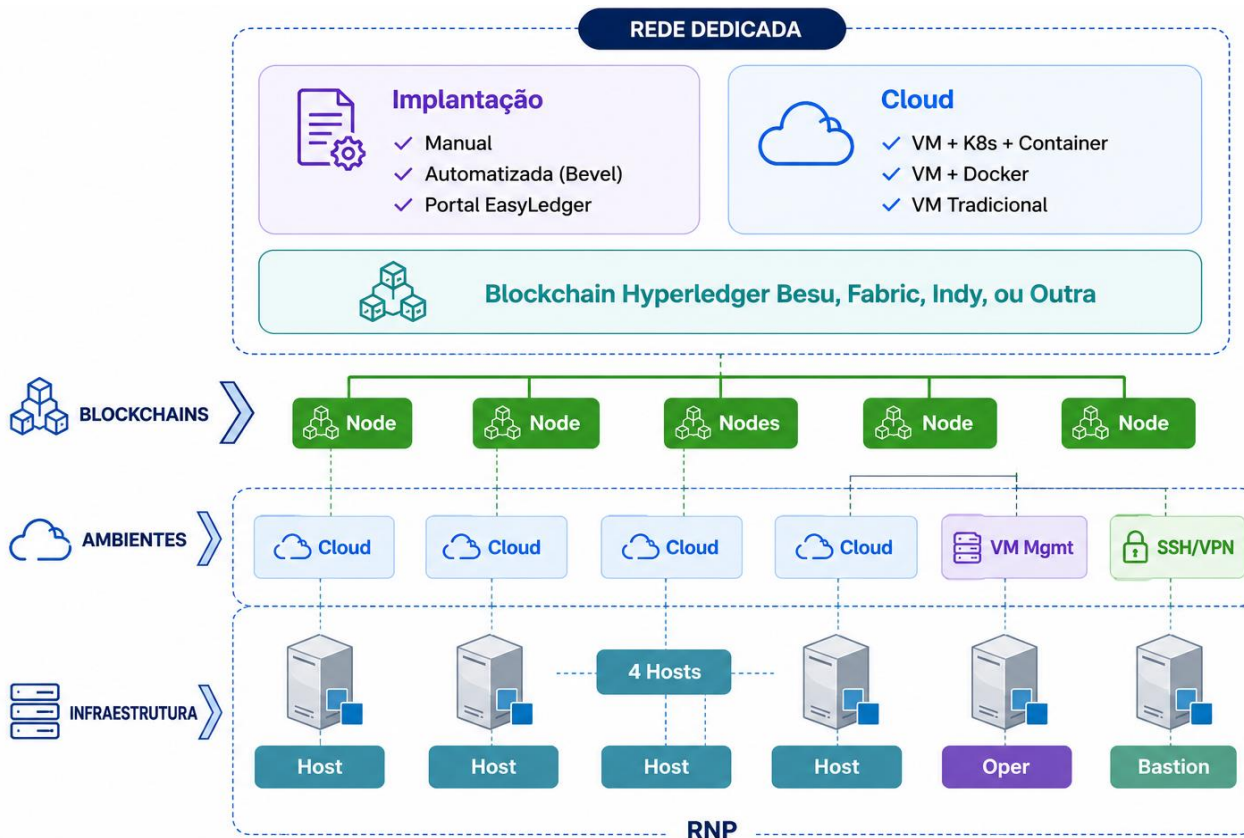 REDE DEDICADA
Implantação
Manual
Automatizada (Bevel)
Portal EasyLedger
Cloud
VM + K8s + Container
VM + Docker
VM Tradicional
Blockchain Hyperledger Besu, Fabric, Indy, ou Outra
BLOCKCHAINS
Node
Node
Nodes
Node
Node
AMBIENTES
Cloud
Cloud
Cloud
Cloud
VM Mgmt
SSH/VPN
INFRAESTRUTURA
4 Hosts
Host
Host
Host
Host
Oper
Bastion
RNP